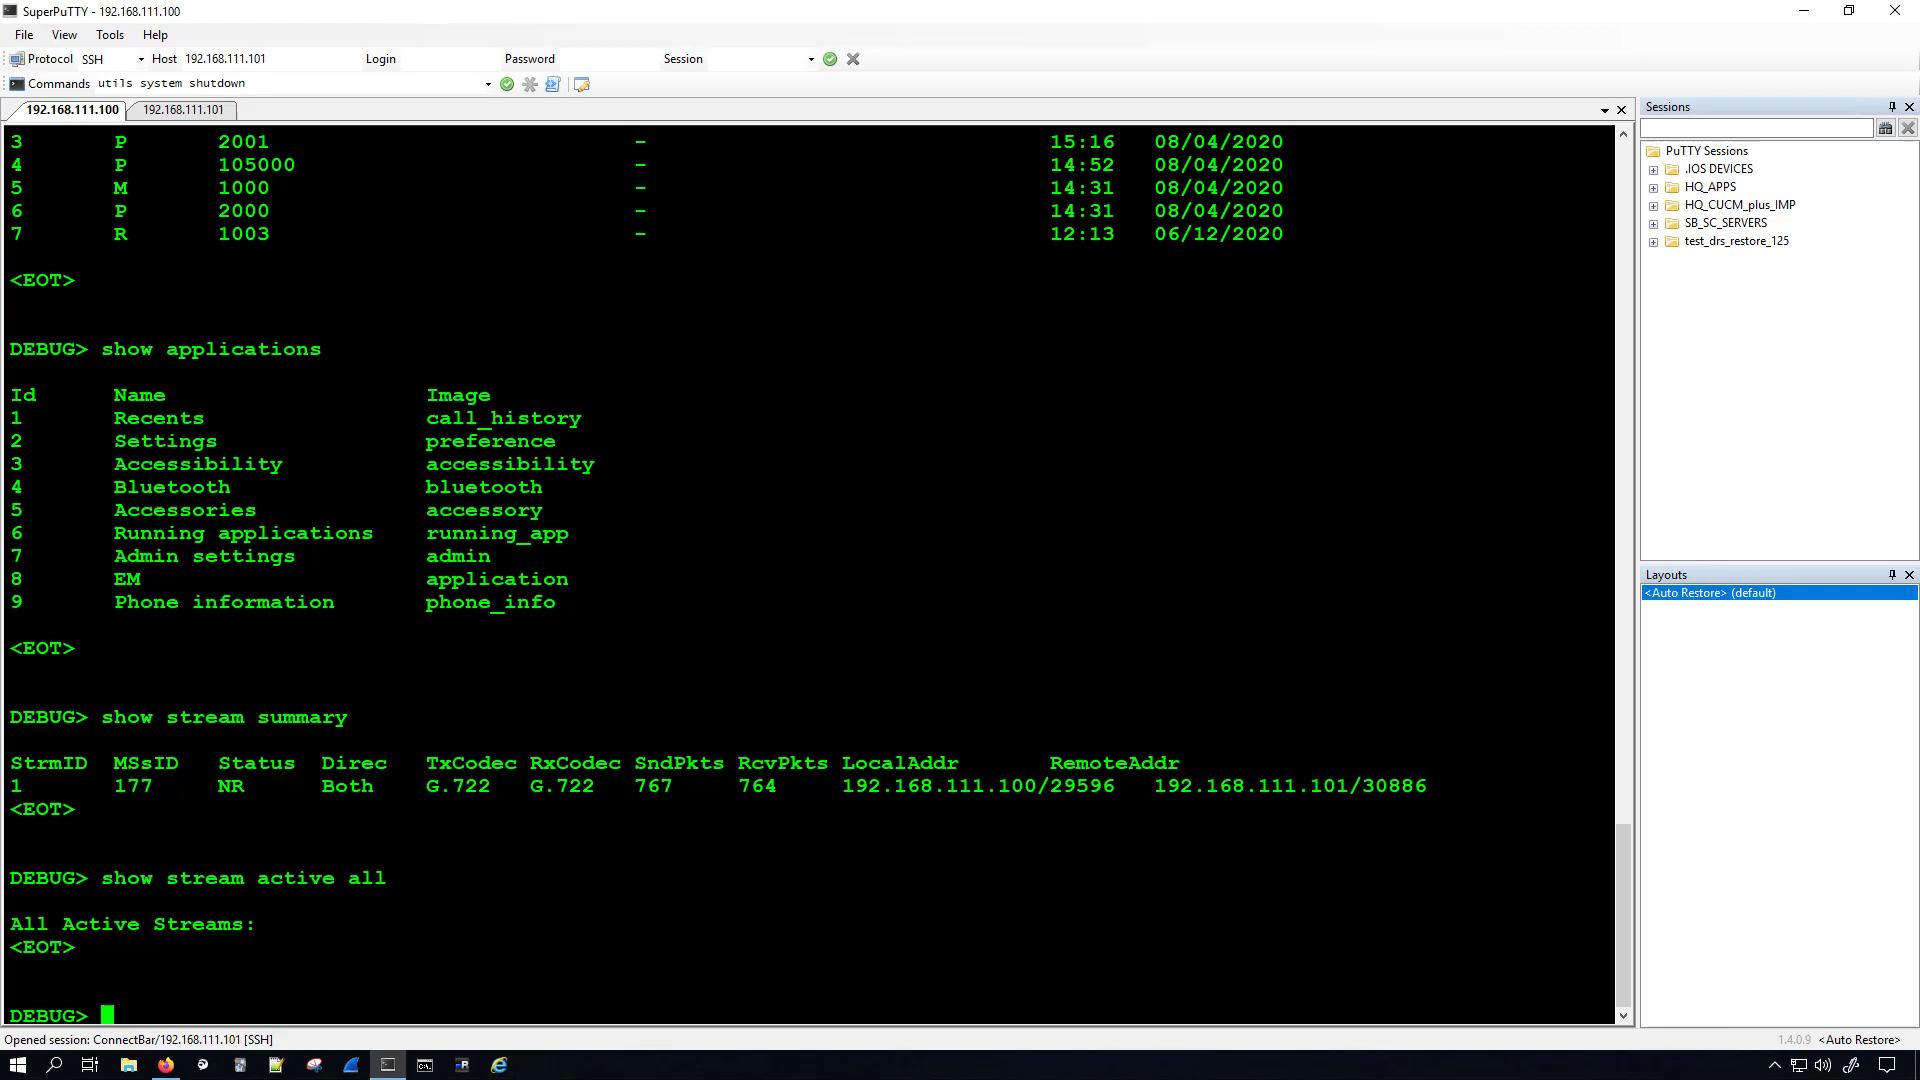 SuperPuTTY - 192.168.111.100
File View Tools Help
Protocol SSH Host 192.168.111.101 Login Password Session
Commands utils system shutdown
192.168.111.100 192.168.111.101
3 P 2001 - 15:16 08/04/2020
4 P 105000 - 14:52 08/04/2020
5 M 1000 - 14:31 08/04/2020
6 P 2000 - 14:31 08/04/2020
7 R 1003 - 12:13 06/12/2020
<EOT>
DEBUG> show applications
Id Name Image
1 Recents call_history
2 Settings preference
3 Accessibility accessibility
4 Bluetooth bluetooth
5 Accessories accessory
6 Running applications running_app
7 Admin settings admin
8 EM application
9 Phone information phone_info
<EOT>
DEBUG> show stream summary
StrmID MSsID Status Direc TxCodec RxCodec SndPkts RcvPkts LocalAddr RemoteAddr
1 177 NR Both G.722 G.722 767 764 192.168.111.100/29596 192.168.111.101/30886
<EOT>
DEBUG> show stream active all
All Active Streams:
<EOT>
DEBUG>
Sessions
PuTTY Sessions
.IOS DEVICES
HQ_APPS
HQ_CUCM_plus_IMP
SB_SC_SERVERS
test_drs_restore_125
Layouts
<Auto Restore> (default)
Opened session: ConnectBar/192.168.111.101 [SSH]
1.4.0.9 <Auto Restore>